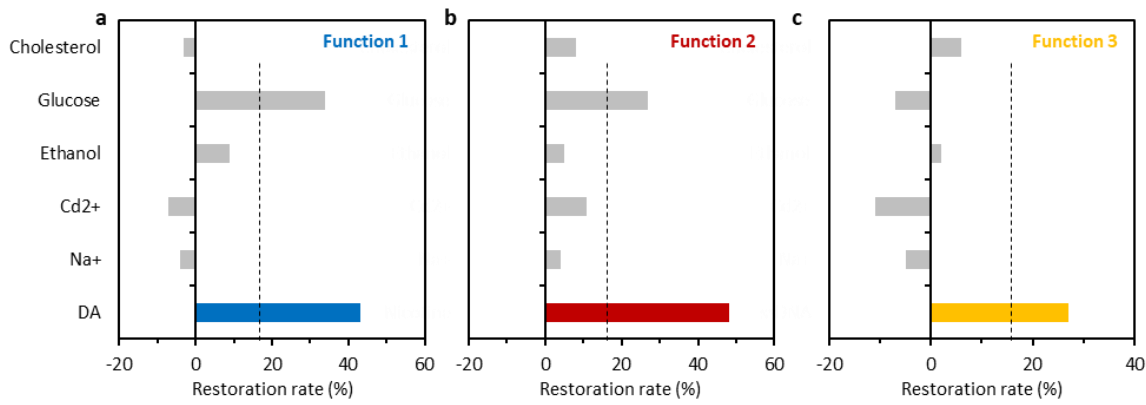 a
Function 1
b
Function 2
c
Function 3
Cholesterol
Glucose
Ethanol
Cd2+
Na+
DA
-20 0 20 40 60
-20 0 20 40 60
-20 0 20 40
Restoration rate (%)
Restoration rate (%)
Restoration rate (%)